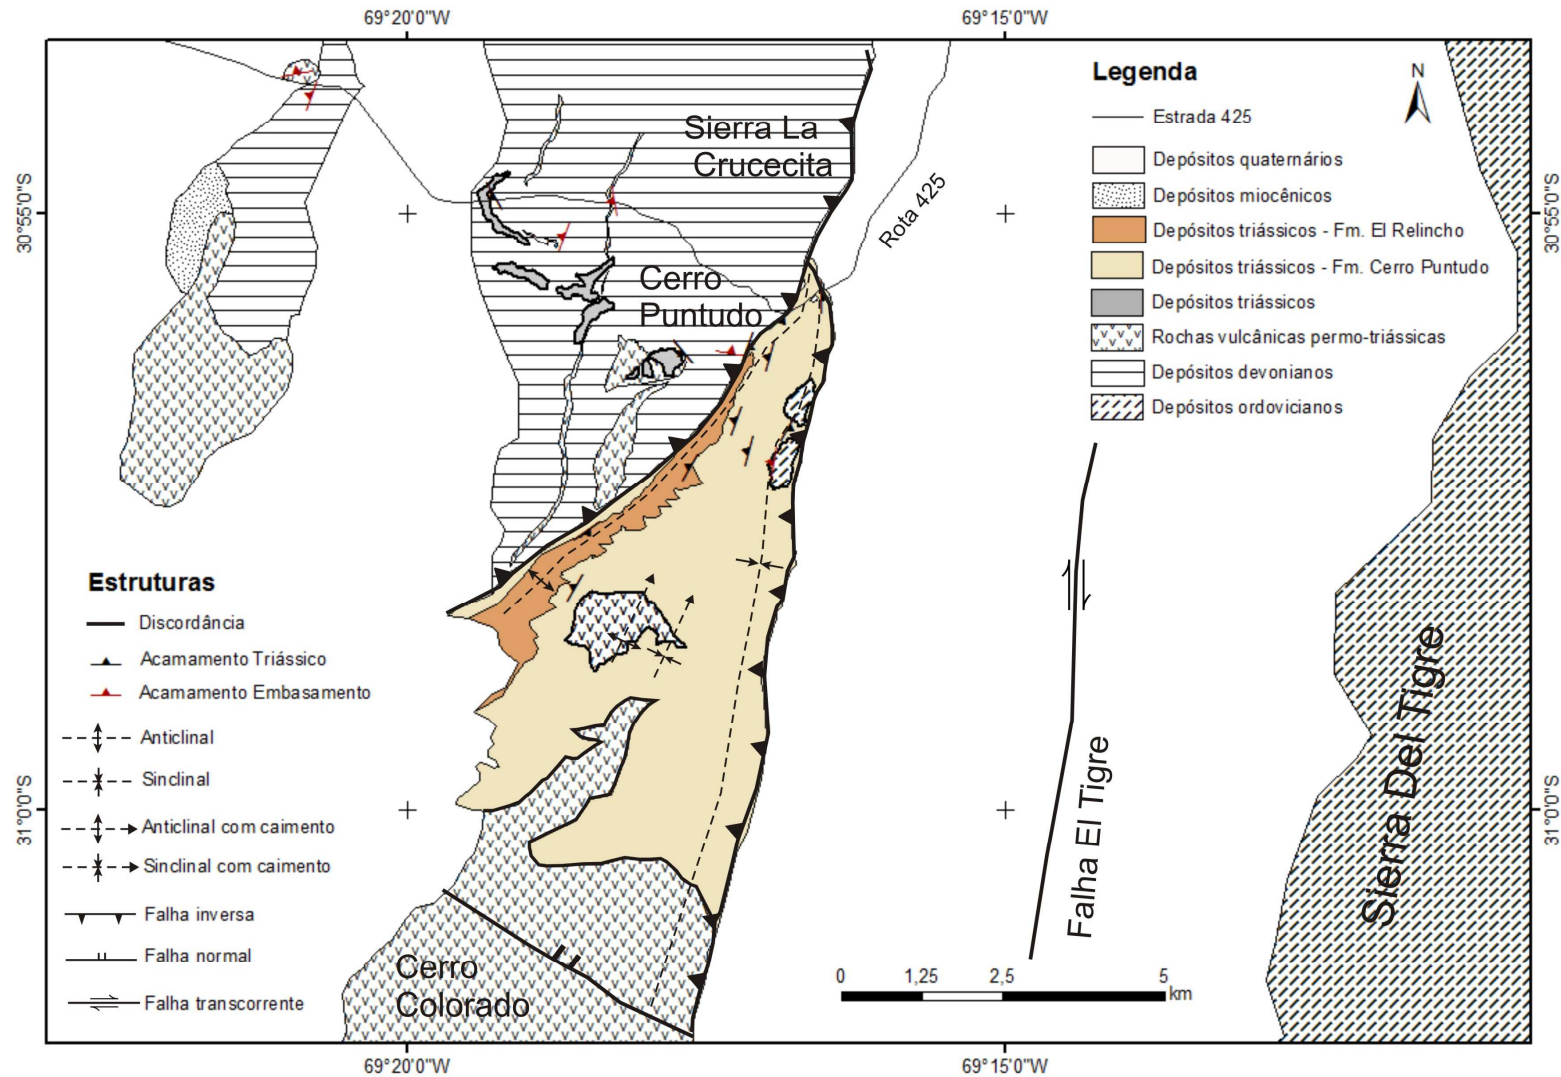 69°20'0"W
69°15'0"W
Legenda
N
Estrada 425
Depósitos quaternários
Depósitos miocênicos
Depósitos triássicos - Fm. El Relincho
Depósitos triássicos - Fm. Cerro Puntudo
Depósitos triássicos
Rochas vulcânicas permo-triássicas
Depósitos devonianos
Depósitos ordovicianos
Sierra La
Crucecita
Rota 425
30°55'0"S
30°55'0"S
Cerro
Puntudo
Estruturas
Discordância
Acamamento Triássico
Acamamento Embasamento
Anticlinal
Sinclinal
Anticlinal com caimento
Sinclinal com caimento
Falha inversa
Falha normal
Falha transcorrente
Falha El Tigre
Sierra Del Tigre
31°0'0"S
31°0'0"S
Cerro
Colorado
0
1,25
2,5
5
km
69°20'0"W
69°15'0"W